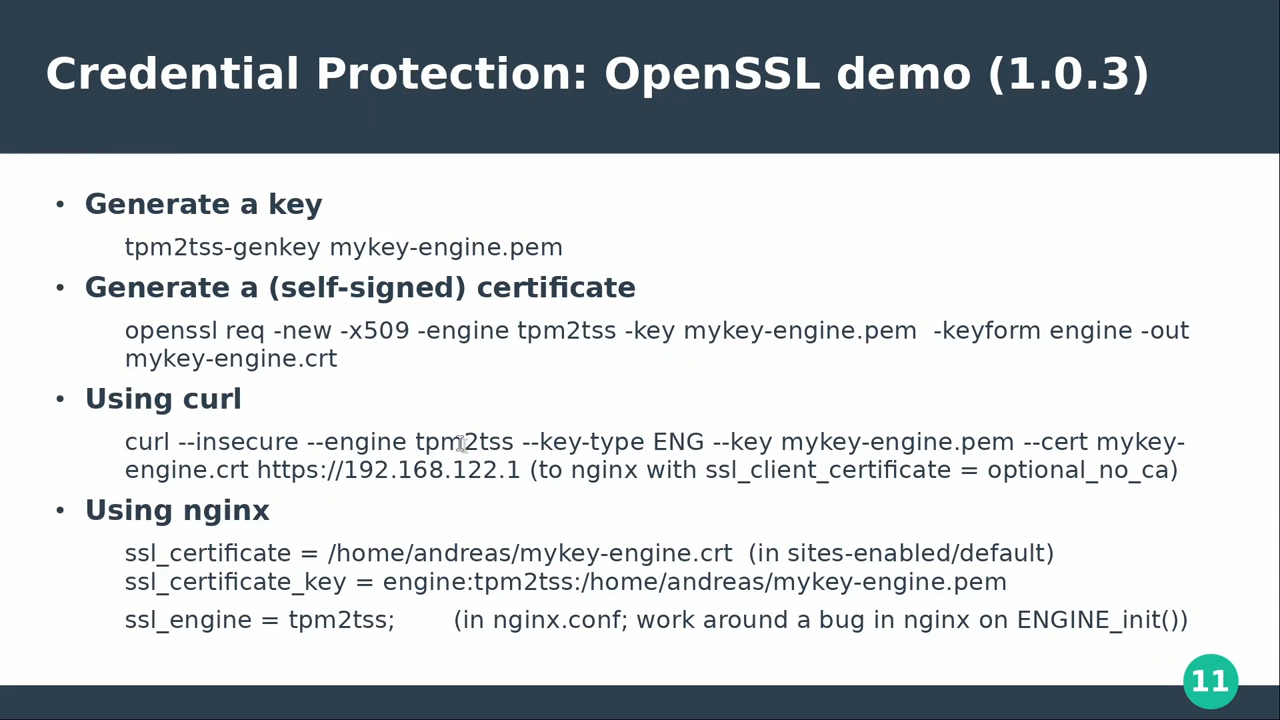 Credential Protection: OpenSSL demo (1.0.3)
• Generate a key
tpm2tss-genkey mykey-engine.pem
• Generate a (self-signed) certificate
openssl req -new -x509 -engine tpm2tss -key mykey-engine.pem  -keyform engine -out
mykey-engine.crt
• Using curl
curl --insecure --engine tpm2tss --key-type ENG --key mykey-engine.pem --cert mykey-
engine.crt https://192.168.122.1 (to nginx with ssl_client_certificate = optional_no_ca)
• Using nginx
ssl_certificate = /home/andreas/mykey-engine.crt  (in sites-enabled/default)
ssl_certificate_key = engine:tpm2tss:/home/andreas/mykey-engine.pem
ssl_engine = tpm2tss;  (in nginx.conf; work around a bug in nginx on ENGINE_init())
11